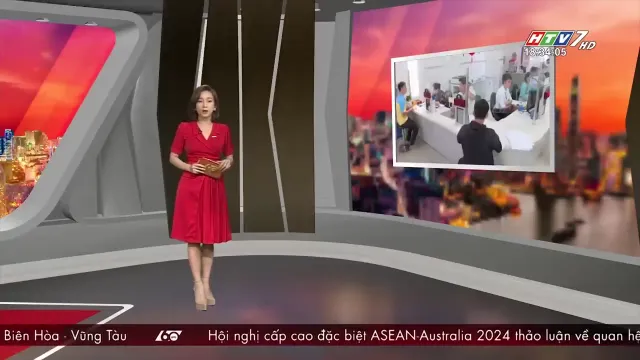 HTV7 HD
18:34:05
Biên Hòa - Vũng Tàu 60 Hội nghị cấp cao đặc biệt ASEAN-Australia 2024 thảo luận về quan hệ